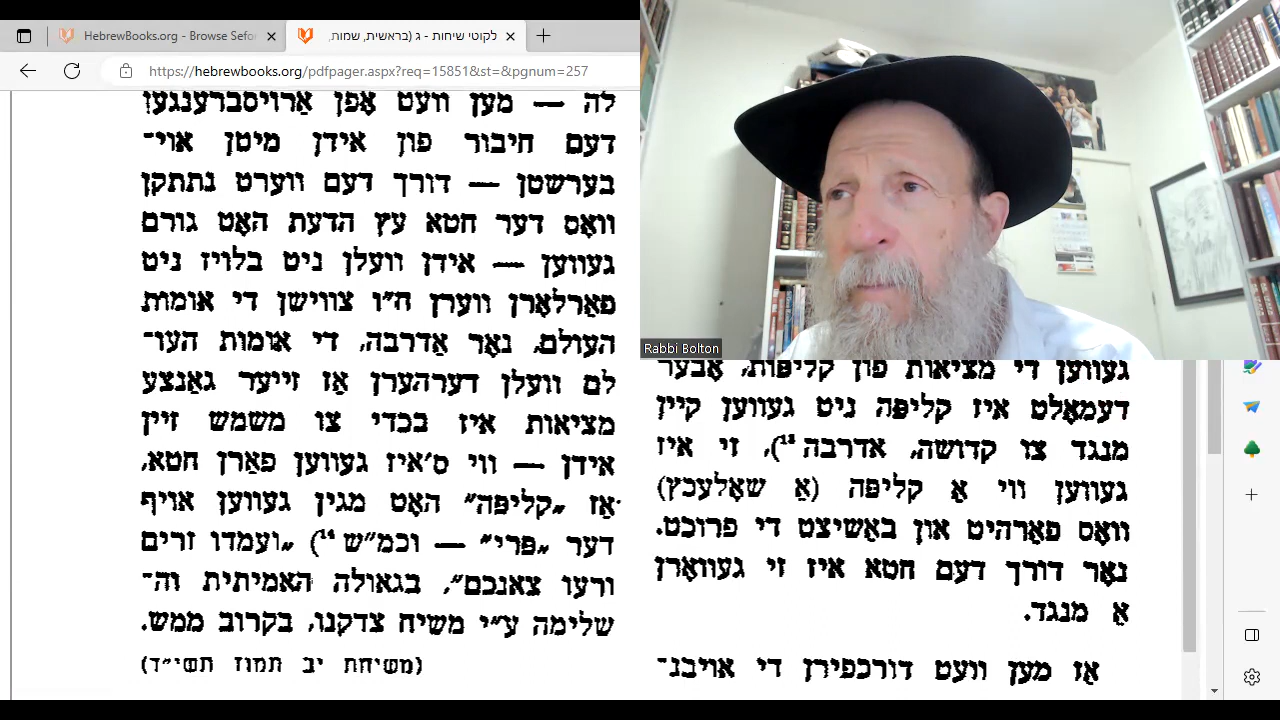 HebrewBooks.org - Browse Sefo
לקוטי שיחות - ג (בראשית, שמות,
https://hebrewbooks.org/pdfpager.aspx?req=15851&st=&pgnum=257
Rabbi Bolton
געווען די מציאות פון קליפות, אָבער
דעמאָלט איז קליפה ניט געווען קיין
מנגד צו קדושה, אדרבה¹³), זי איז
געווען ווי אַ קליפה (אַ שאָלעכץ)
וואָס פאַרהיט און באַשיצט די פרוכט.
נאָר דורך דעם חטא איז זי געוואָרן
אַ מנגד.
אַז מען וועט דורכפירן די אויבנ־
לה — מען וועט אָפן אַרויסברענגען
דעם חיבור פון אידן מיטן אוי־
בערשטן — דורך דעם ווערט נתתקן
וואָס דער חטא עץ הדעת האָט גורם
געווען — אידן וועלן ניט בלויז ניט
פאַרלאָרן ווערן ח״ו צווישן די אומות
העולם, נאָר אַדרבה, די אומות העו־
לם וועלן דערהערן אַז זייער גאַנצע
מציאות איז בכדי צו משמש זיין
אידן — ווי ס׳איז געווען פאַרן חטא,
אַז „קליפה״ האָט מגין געווען אויף
דער „פרי״ — וכמ״ש¹⁴) „ועמדו זרים
ורעו צאנכם״, בגאולה האמיתית וה־
שלימה ע״י משיח צדקנו, בקרוב ממש.
(משיחת יב תמוז תשי״ד)